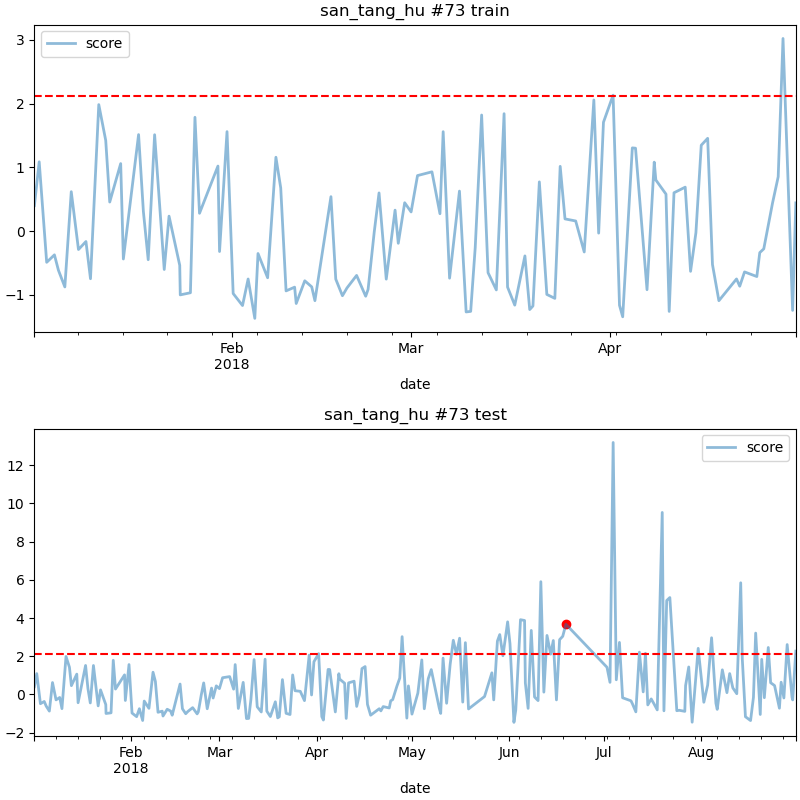 san_tang_hu #73 train
score
3
2
1
0
−1
Feb
2018
Mar
Apr
date
san_tang_hu #73 test
score
12
10
8
6
4
2
0
−2
Feb
2018
Mar
Apr
May
Jun
Jul
Aug
date